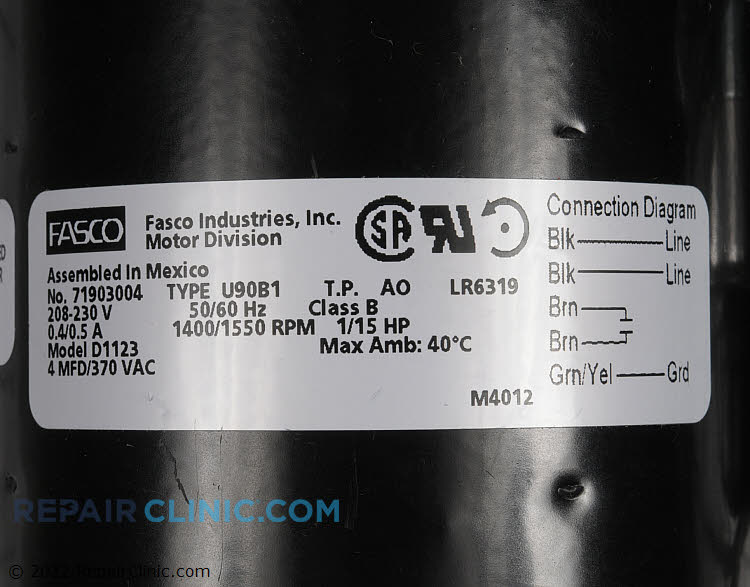 FASCO
Fasco Industries, Inc.
Motor Division
SA
Connection Diagram
Blk Line
Blk Line
Brn
Brn
Grn/Yel Grd
Assembled In Mexico
No. 71903004 TYPE U90B1 T.P. AO LR6319
208-230 V 50/60 Hz Class B
0.4/0.5 A 1400/1550 RPM 1/15 HP
Model D1123 Max Amb: 40°C
4 MFD/370 VAC
M4012
REPAIRCLINIC.COM